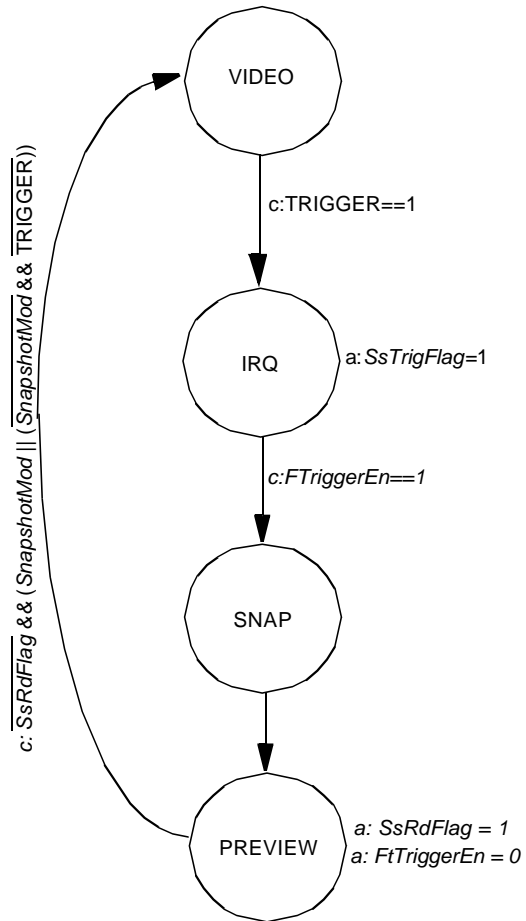 VIDEO
c:TRIGGER==1
IRQ
a:SsTrigFlag=1
c:FTriggerEn==1
SNAP
PREVIEW
a: SsRdFlag = 1
a: FtTriggerEn = 0
c: SsRdFlag && (SnapshotMod || (SnapshotMod && TRIGGER))